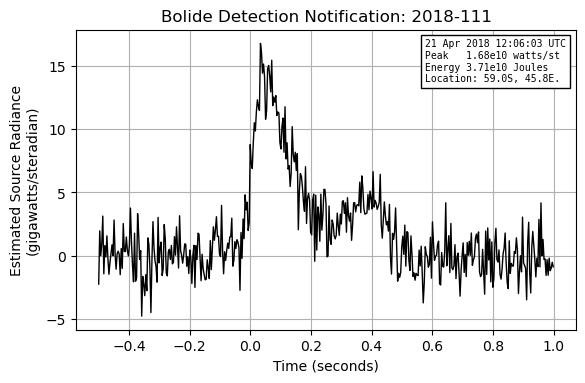 Bolide Detection Notification: 2018-111
21 Apr 2018 12:06:03 UTC
Peak 1.68e10 watts/st
Energy 3.71e10 Joules
Location: 59.0S, 45.8E.
Estimated Source Radiance
(gigawatts/steradian)
15
10
5
0
−5
−0.4 −0.2 0.0 0.2 0.4 0.6 0.8 1.0
Time (seconds)